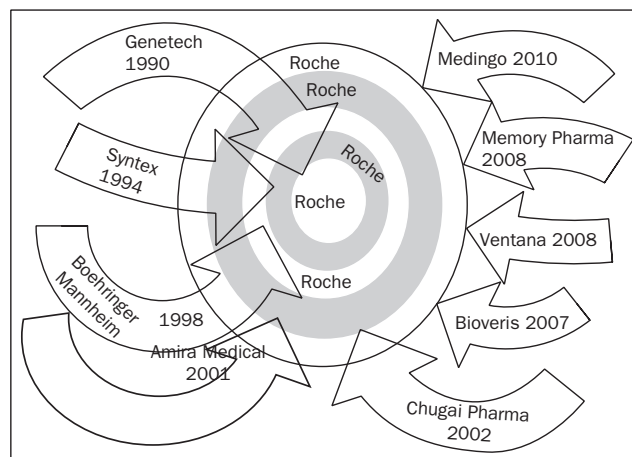 Genetech
1990
Roche
Roche
Medingo 2010
Syntex
1994
Roche
Memory Pharma
2008
Roche
Ventana 2008
Boehringer
Mannheim
1998
Roche
Bioveris 2007
Amira Medical
2001
Chugai Pharma
2002